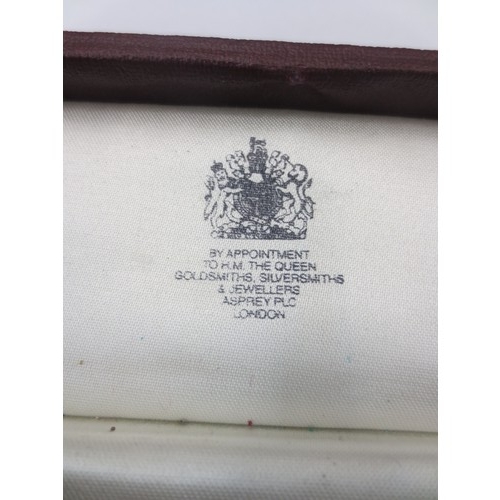 BY APPOINTMENT
TO H.M. THE QUEEN
GOLDSMITHS, SILVERSMITHS
& JEWELLERS
ASPREY PLC
LONDON